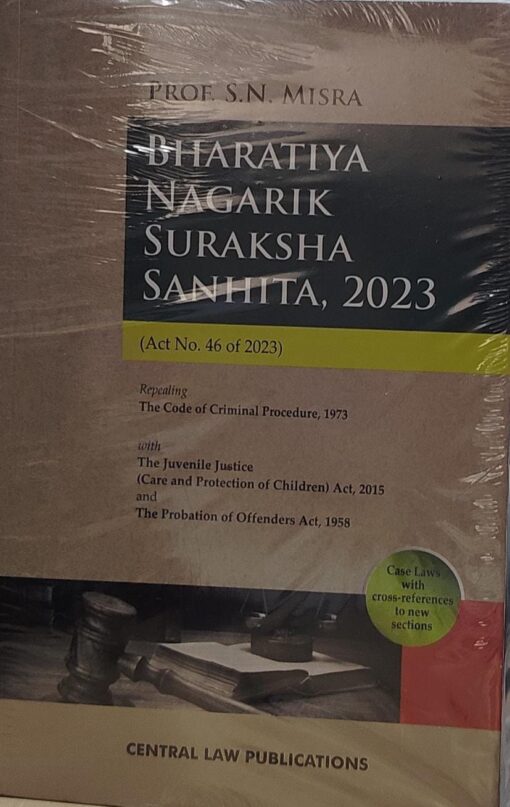 PROF. S.N. MISRA
BHARATIYA
NAGARIK
SURAKSHA
SANHITA, 2023
(Act No. 46 of 2023)
Repealing
The Code of Criminal Procedure, 1973
with
The Juvenile Justice
(Care and Protection of Children) Act, 2015
and
The Probation of Offenders Act, 1958
Case Laws
with
cross-references
to new
sections
CENTRAL LAW PUBLICATIONS